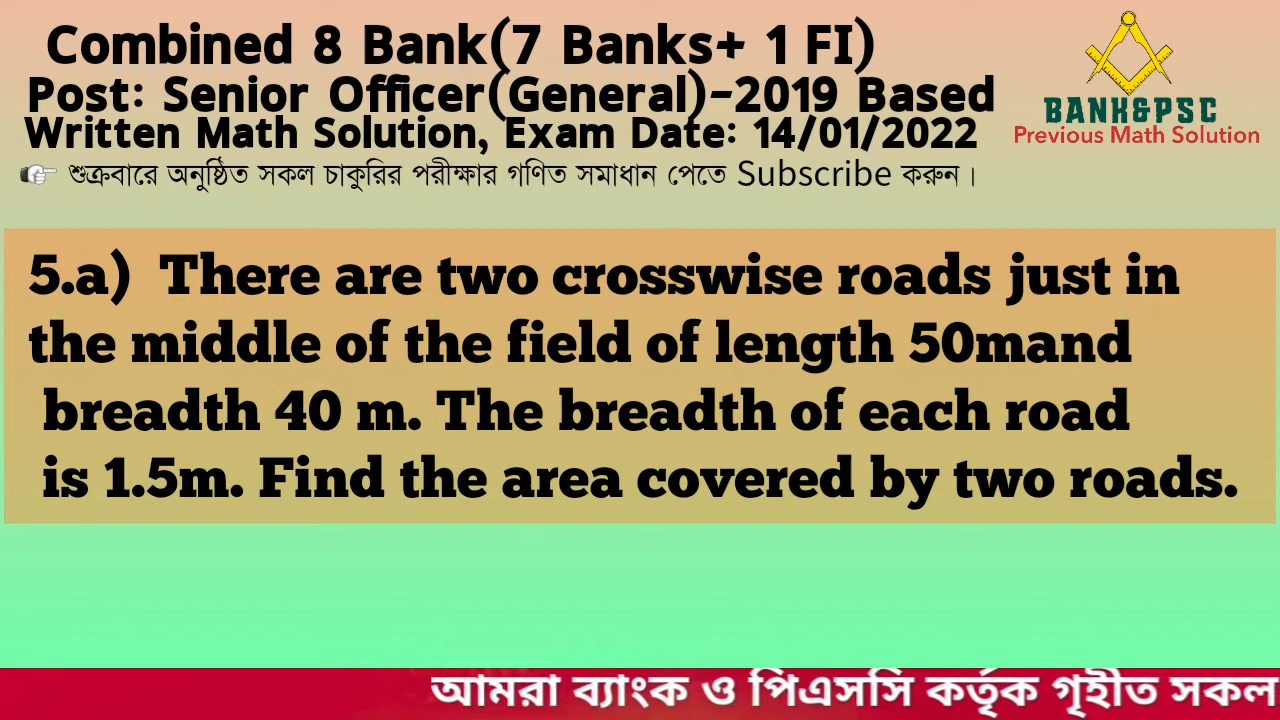 Combined 8 Bank(7 Banks+ 1 FI)
Post: Senior Officer(General)-2019 Based
Written Math Solution, Exam Date: 14/01/2022
BANK&PSC
Previous Math Solution
👉 শুক্রবারে অনুষ্ঠিত সকল চাকুরির পরীক্ষার গণিত সমাধান পেতে Subscribe করুন।
5.a) There are two crosswise roads just in
the middle of the field of length 50mand
breadth 40 m. The breadth of each road
is 1.5m. Find the area covered by two roads.
আমরা ব্যাংক ও পিএসসি কর্তৃক গৃহীত সকল